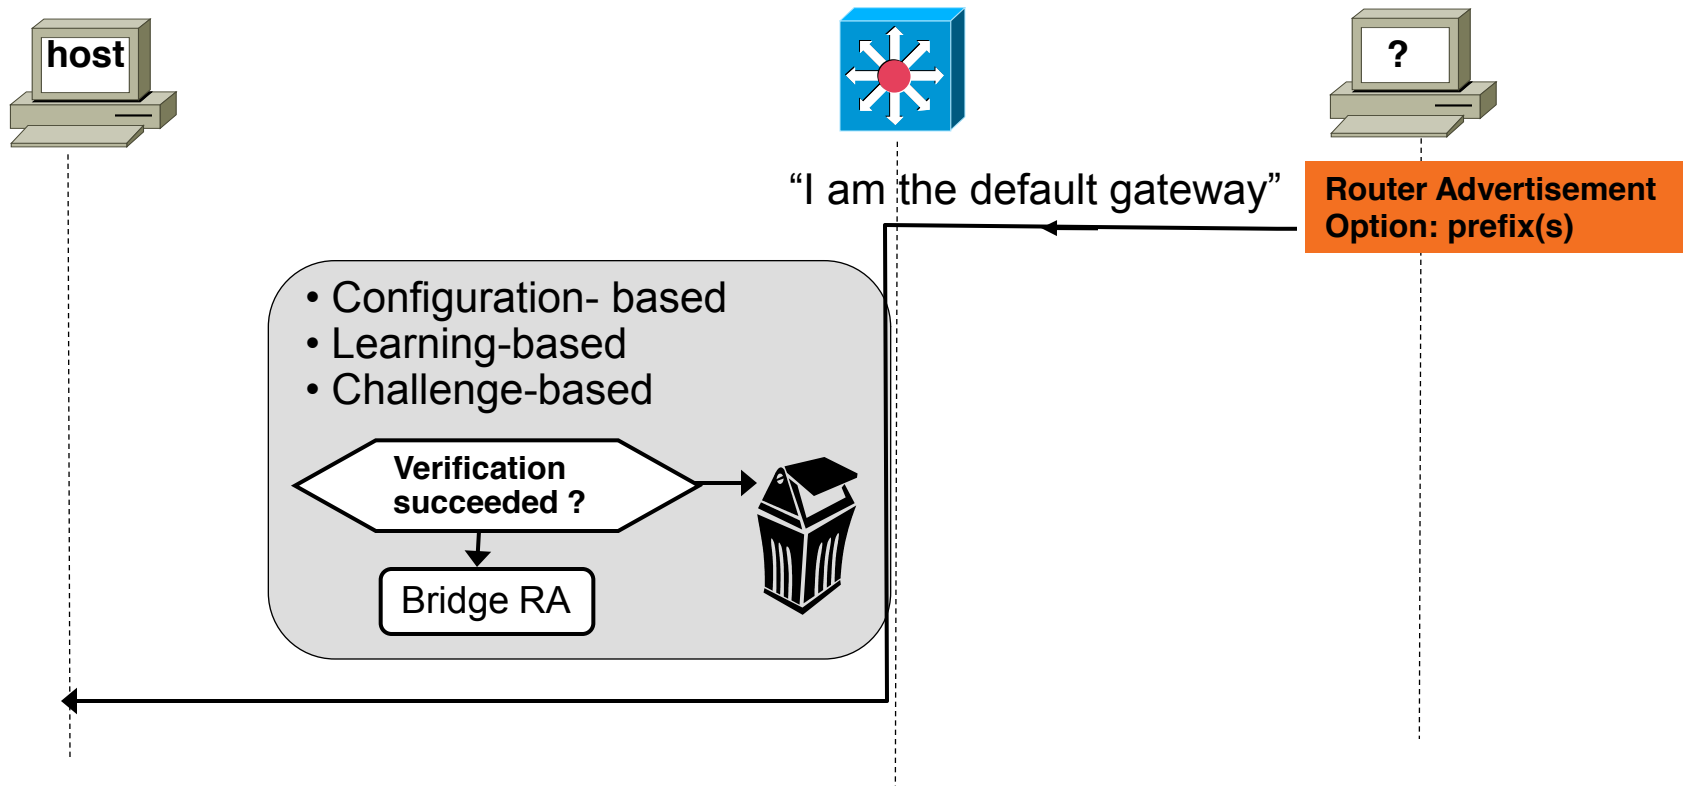 host
?
“I am the default gateway”
Router Advertisement
Option: prefix(s)
• Configuration- based
• Learning-based
• Challenge-based
Verification
succeeded ?
Bridge RA